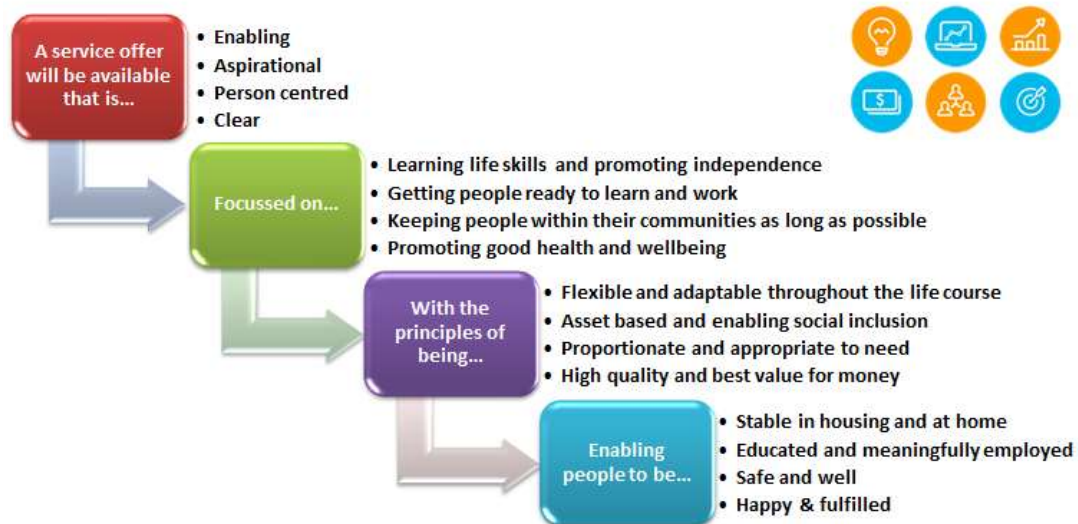 A service offer
will be available
that is...
• Enabling
• Aspirational
• Person centred
• Clear
Focussed on...
• Learning life skills and promoting independence
• Getting people ready to learn and work
• Keeping people within their communities as long as possible
• Promoting good health and wellbeing
With the
principles of
being...
• Flexible and adaptable throughout the life course
• Asset based and enabling social inclusion
• Proportionate and appropriate to need
• High quality and best value for money
Enabling
people to be...
• Stable in housing and at home
• Educated and meaningfully employed
• Safe and well
• Happy & fulfilled
$